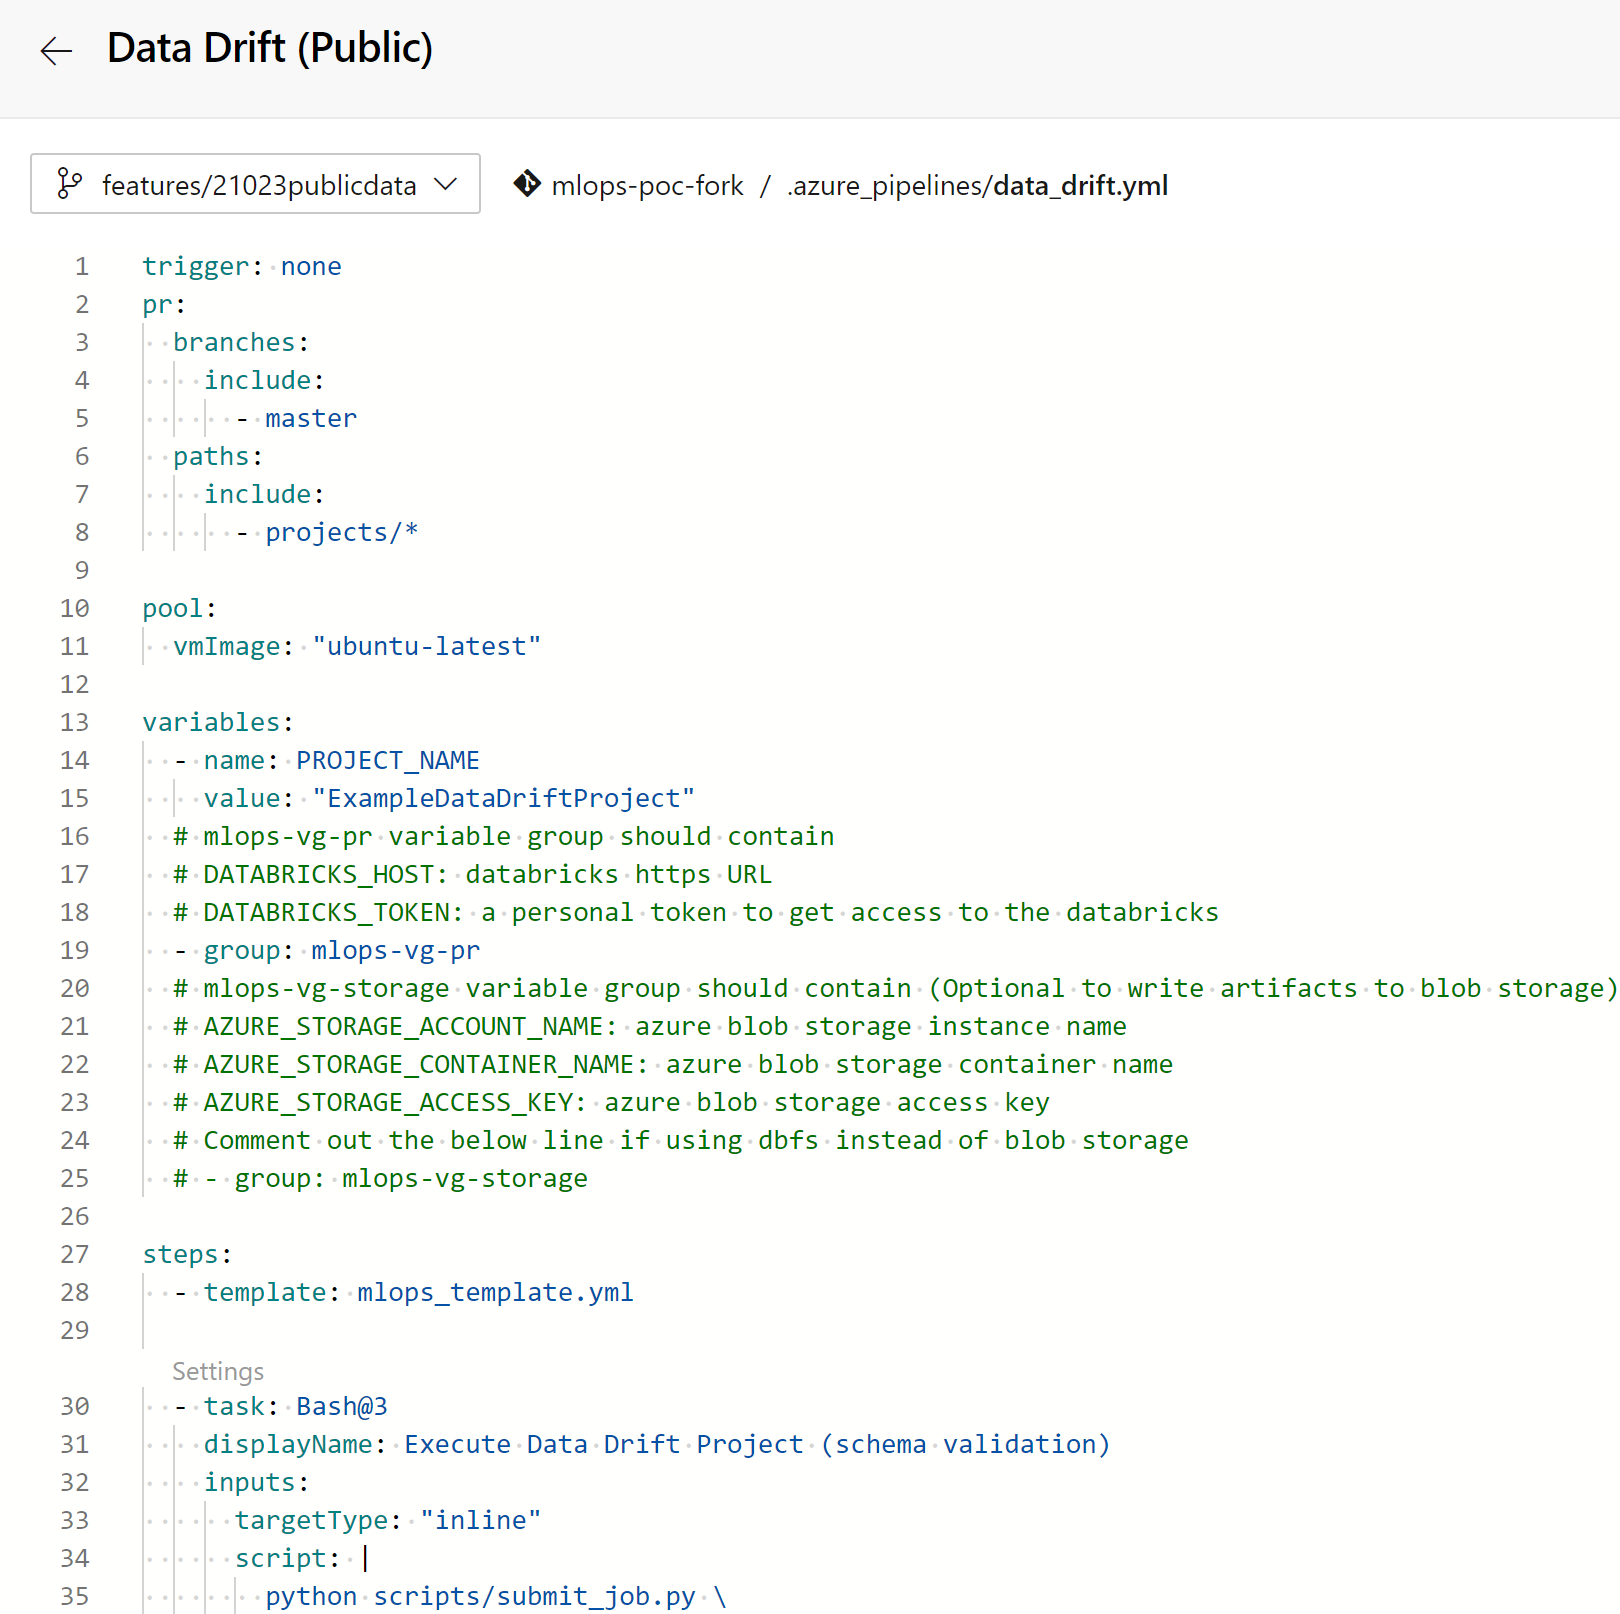 Data Drift (Public)
features/21023publicdata mlops-poc-fork / .azure_pipelines/data_drift.yml
1 trigger: none
2 pr:
3   branches:
4     include:
5       - master
6   paths:
7     include:
8       - projects/*
9
10 pool:
11   vmImage: "ubuntu-latest"
12
13 variables:
14   - name: PROJECT_NAME
15     value: "ExampleDataDriftProject"
16   # mlops-vg-pr variable group should contain
17   # DATABRICKS_HOST: databricks https URL
18   # DATABRICKS_TOKEN: a personal token to get access to the databricks
19   - group: mlops-vg-pr
20   # mlops-vg-storage variable group should contain (Optional to write artifacts to blob storage)
21   # AZURE_STORAGE_ACCOUNT_NAME: azure blob storage instance name
22   # AZURE_STORAGE_CONTAINER_NAME: azure blob storage container name
23   # AZURE_STORAGE_ACCESS_KEY: azure blob storage access key
24   # Comment out the below line if using dbfs instead of blob storage
25   # - group: mlops-vg-storage
26
27 steps:
28   - template: mlops_template.yml
29
Settings
30   - task: Bash@3
31     displayName: Execute Data Drift Project (schema validation)
32     inputs:
33       targetType: "inline"
34       script: |
35         python scripts/submit_job.py \